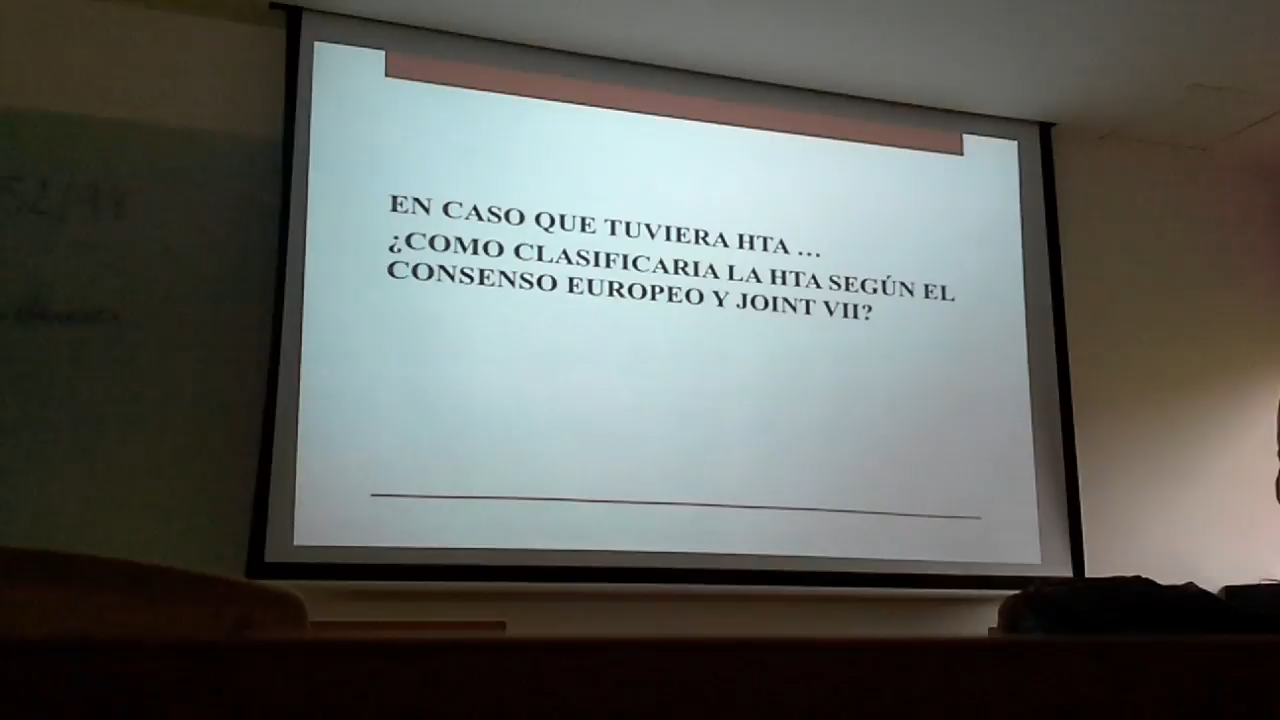 EN CASO QUE TUVIERA HTA ...
¿COMO CLASIFICARIA LA HTA SEGÚN EL
CONSENSO EUROPEO Y JOINT VII?